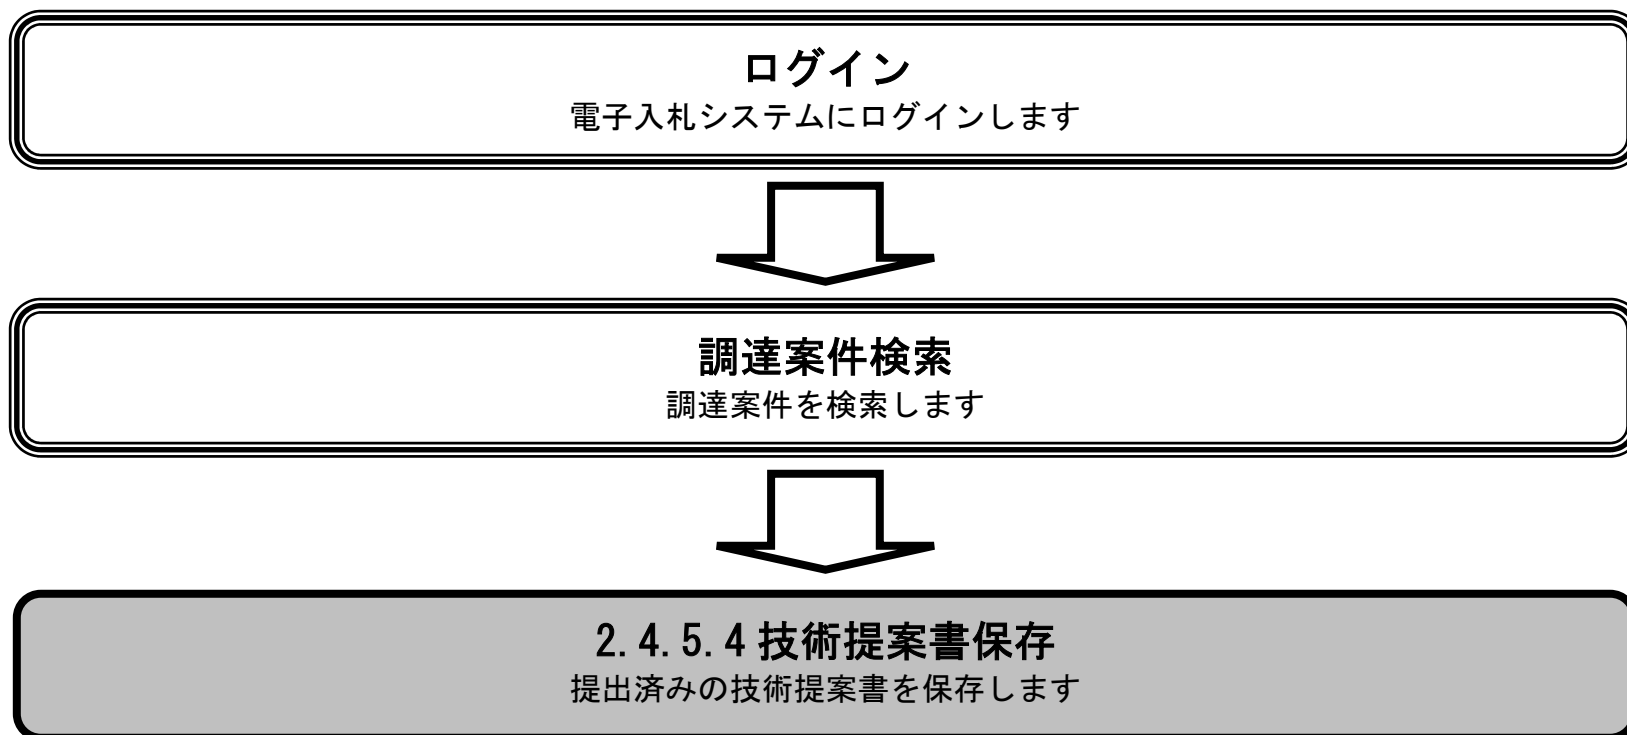 ログイン
電子入札システムにログインします
調達案件検索
調達案件を検索します
2.4.5.4 技術提案書保存
提出済みの技術提案書を保存します